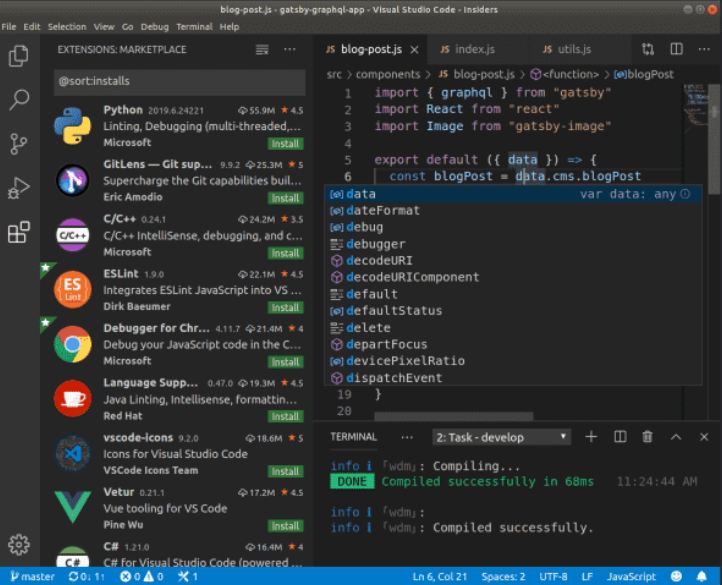 blog-post.js - gatsby-graphql-app - Visual Studio Code - Insiders
File Edit Selection View Go Debug Terminal Help
EXTENSIONS: MARKETPLACE
@sort:installs
Python 2019.6.24221 55.9M 4.5
Linting, Debugging (multi-threaded,...
Microsoft Install
GitLens — Git sup... 9.9.2 25.3M 5
Supercharge the Git capabilities buil...
Eric Amodio Install
C/C++
C/C++ 0.24.1 24.2M 3.5
C/C++ IntelliSense, debugging, and c...
Microsoft Install
ES
Lint
ESLint 1.9.0 22.1M 4.5
Integrates ESLint JavaScript into VS ...
Dirk Baeumer Install
Debugger for Chr... 4.11.7 21.4M 4
Debug your JavaScript code in the C...
Microsoft Install
Language Supp... 0.47.0 19.3M 4.5
Java Linting, Intellisense, formattin...
Red Hat Install
vscode-icons 9.2.0 18.6M 5
Icons for Visual Studio Code
VSCode Icons Team Install
Vetur 0.21.1 17.2M 4.5
Vue tooling for VS Code
Pine Wu Install
C#
C# 1.21.0 16.4M 4
C# for Visual Studio Code (powered ...
JS blog-post.js JS index.js JS utils.js
src > components > JS blog-post.js > <function> > blogPost
1 import { graphql } from "gatsby"
2 import React from "react"
3 import Image from "gatsby-image"
4
5 export default ({ data }) => {
6 const blogPost = data.cms.blogPost
data var data: any
dateFormat
debug
debugger
decodeURI
decodeURIComponent
default
defaultStatus
delete
departFocus
devicePixelRatio
dispatchEvent
19 }
20
TERMINAL ... 2: Task - develop
info i 「wdm」: Compiling...
DONE Compiled successfully in 68ms 11:24:44 AM
info i 「wdm」:
info i 「wdm」: Compiled successfully.
master 0↓ 1↑ 0 0 1 Ln 6, Col 21 Spaces: 2 UTF-8 LF JavaScript